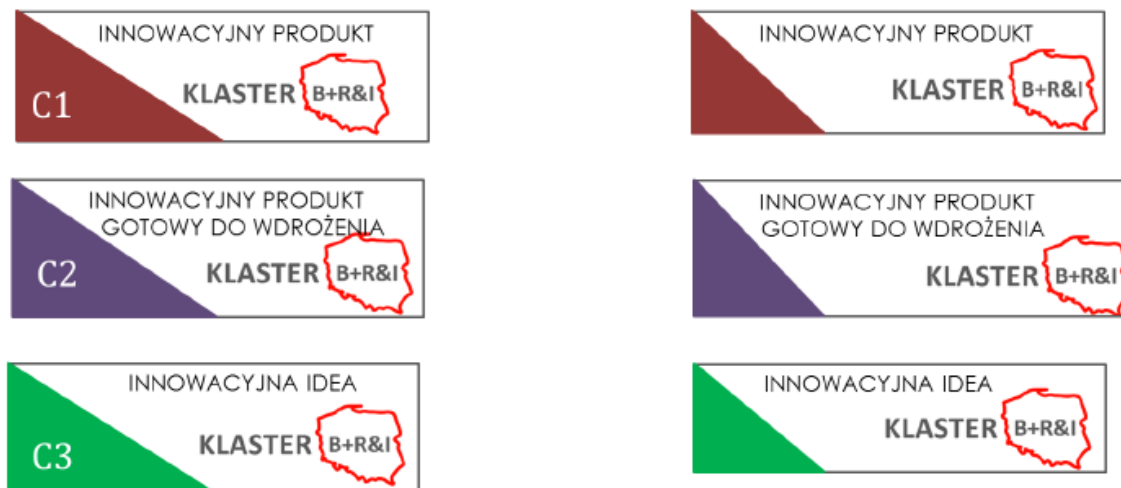 INNOWACYJNY PRODUKT
C1
KLASTER B+R&I
INNOWACYJNY PRODUKT
KLASTER B+R&I
INNOWACYJNY PRODUKT
GOTOWY DO WDROŻENIA
C2
KLASTER B+R&I
INNOWACYJNY PRODUKT
GOTOWY DO WDROŻENIA
KLASTER B+R&I
INNOWACYJNA IDEA
C3
KLASTER B+R&I
INNOWACYJNA IDEA
KLASTER B+R&I